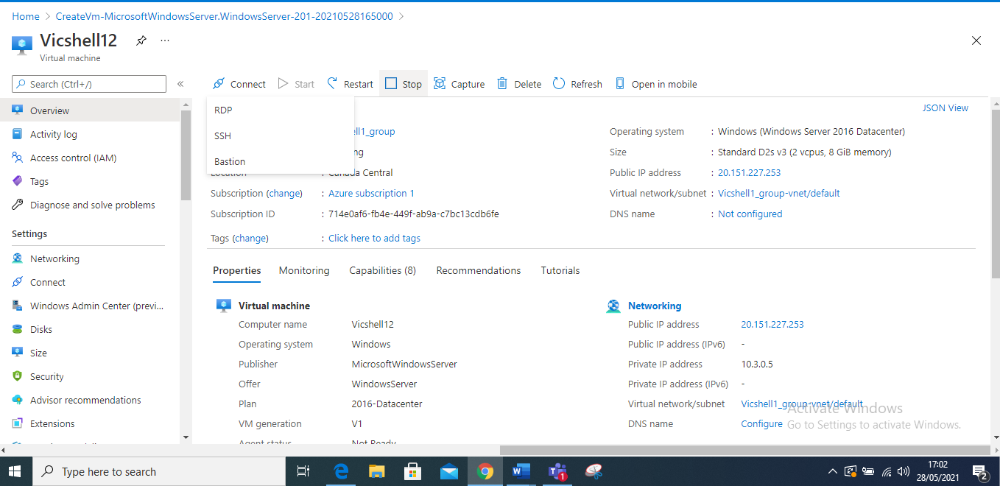 Home > CreateVm-MicrosoftWindowsServer.WindowsServer-201-20210528165000 >
Vicshell12
Virtual machine
Search (Ctrl+/)
Connect Start Restart Stop Capture Delete Refresh Open in mobile
RDP
SSH
Bastion
JSON View
Overview
Activity log
Access control (IAM)
Tags
Diagnose and solve problems
Settings
Networking
Connect
Windows Admin Center (previ...
Disks
Size
Security
Advisor recommendations
Extensions
ell1_group
ng
Location : Canada Central
Subscription (change) : Azure subscription 1
Subscription ID : 714e0af6-fb4e-449f-ab9a-c7bc13cdb6fe
Tags (change) : Click here to add tags
Operating system : Windows (Windows Server 2016 Datacenter)
Size : Standard D2s v3 (2 vcpus, 8 GiB memory)
Public IP address : 20.151.227.253
Virtual network/subnet : Vicshell1_group-vnet/default
DNS name : Not configured
Properties Monitoring Capabilities (8) Recommendations Tutorials
Virtual machine
Computer name Vicshell12
Operating system Windows
Publisher MicrosoftWindowsServer
Offer WindowsServer
Plan 2016-Datacenter
VM generation V1
Agent status Not Ready
Networking
Public IP address 20.151.227.253
Public IP address (IPv6) -
Private IP address 10.3.0.5
Private IP address (IPv6) -
Virtual network/subnet Vicshell1_group-vnet/default
DNS name Configure
Activate Windows
Go to Settings to activate Windows.
Type here to search
17:02
28/05/2021
1
2